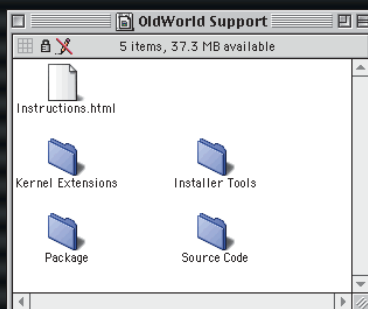 OldWorld Support
5 items, 37.3 MB available
Instructions.html
Kernel Extensions
Installer Tools
Package
Source Code